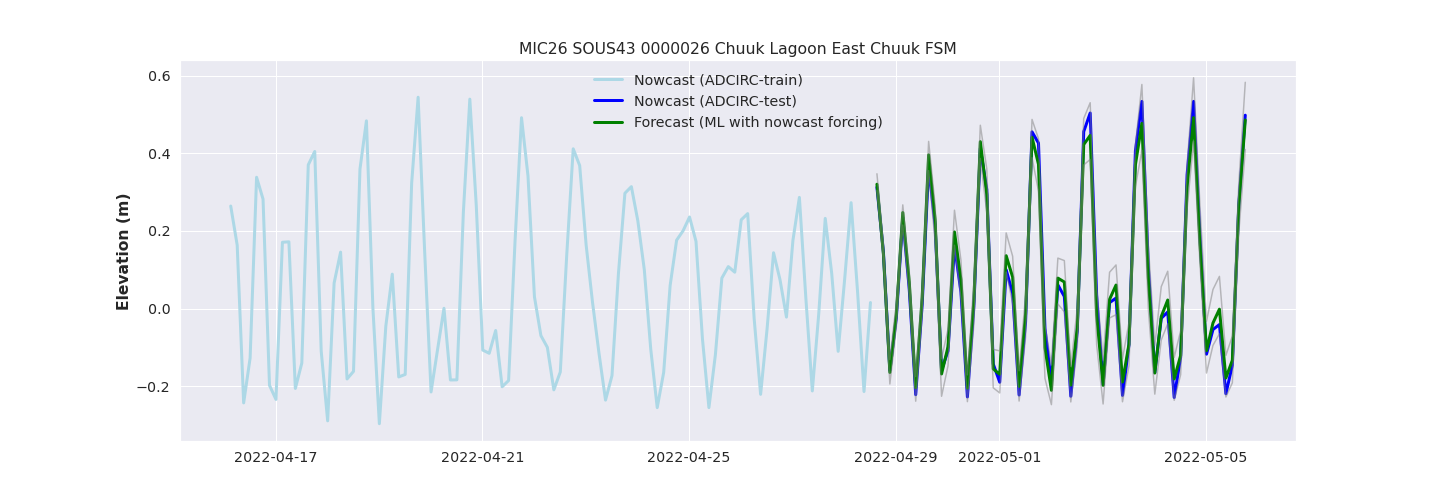 MIC26 SOUS43 0000026 Chuuk Lagoon East Chuuk FSM
Nowcast (ADCIRC-train)
Nowcast (ADCIRC-test)
Forecast (ML with nowcast forcing)
Elevation (m)
0.6
0.4
0.2
0.0
−0.2
2022-04-17
2022-04-21
2022-04-25
2022-04-29
2022-05-01
2022-05-05